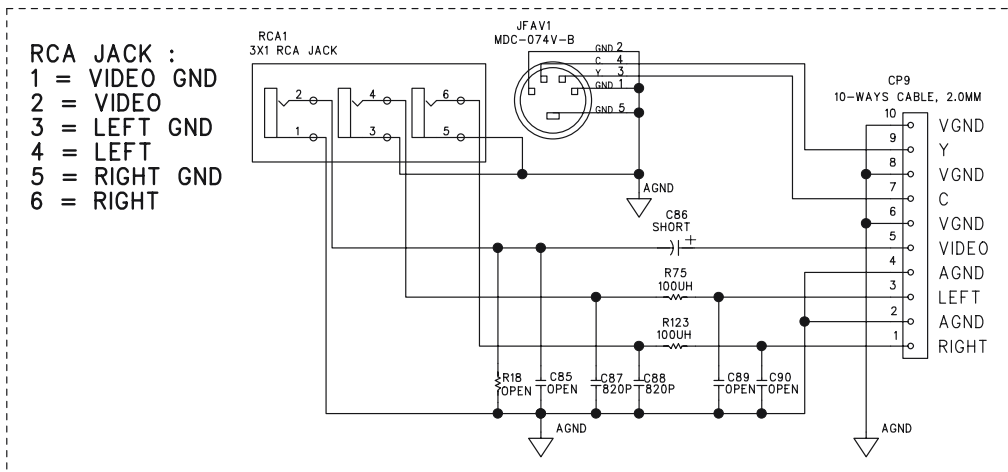 RCA JACK :
1 = VIDEO GND
2 = VIDEO
3 = LEFT GND
4 = LEFT
5 = RIGHT GND
6 = RIGHT
RCA1
3X1 RCA JACK
2
4
6
1
3
5
JFAV1
MDC-074V-B
GND 2
C 4
Y 3
GND 1
GND 5
AGND
CP9
10-WAYS CABLE, 2.0MM
10 VGND
9 Y
8 VGND
7 C
6 VGND
5 VIDEO
4 AGND
3 LEFT
2 AGND
1 RIGHT
C86
SHORT
+
R75
100UH
R123
100UH
R18
OPEN
C85
OPEN
C87
820P
C88
820P
C89
OPEN
C90
OPEN
AGND
AGND